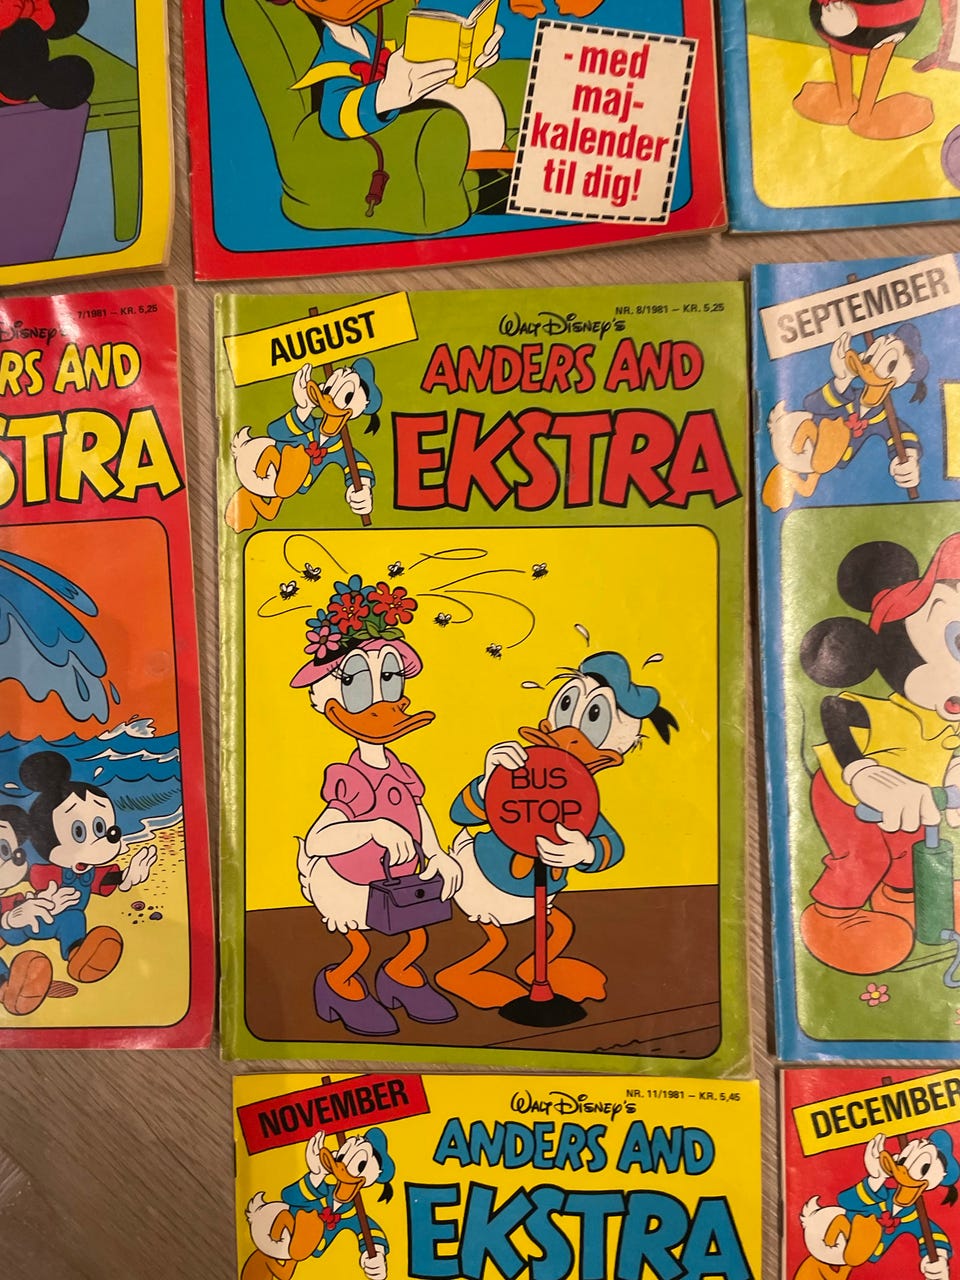 - med
maj-
kalender
til dig!
7/1981 – KR. 5,25
Disney's
RS AND
STRA
AUGUST
NR. 8/1981 – KR. 5,25
Walt Disney's
ANDERS AND
EKSTRA
BUS
STOP
SEPTEMBER
NOVEMBER
NR. 11/1981 – KR. 5,45
Walt Disney's
ANDERS AND
EKSTRA
DECEMBER